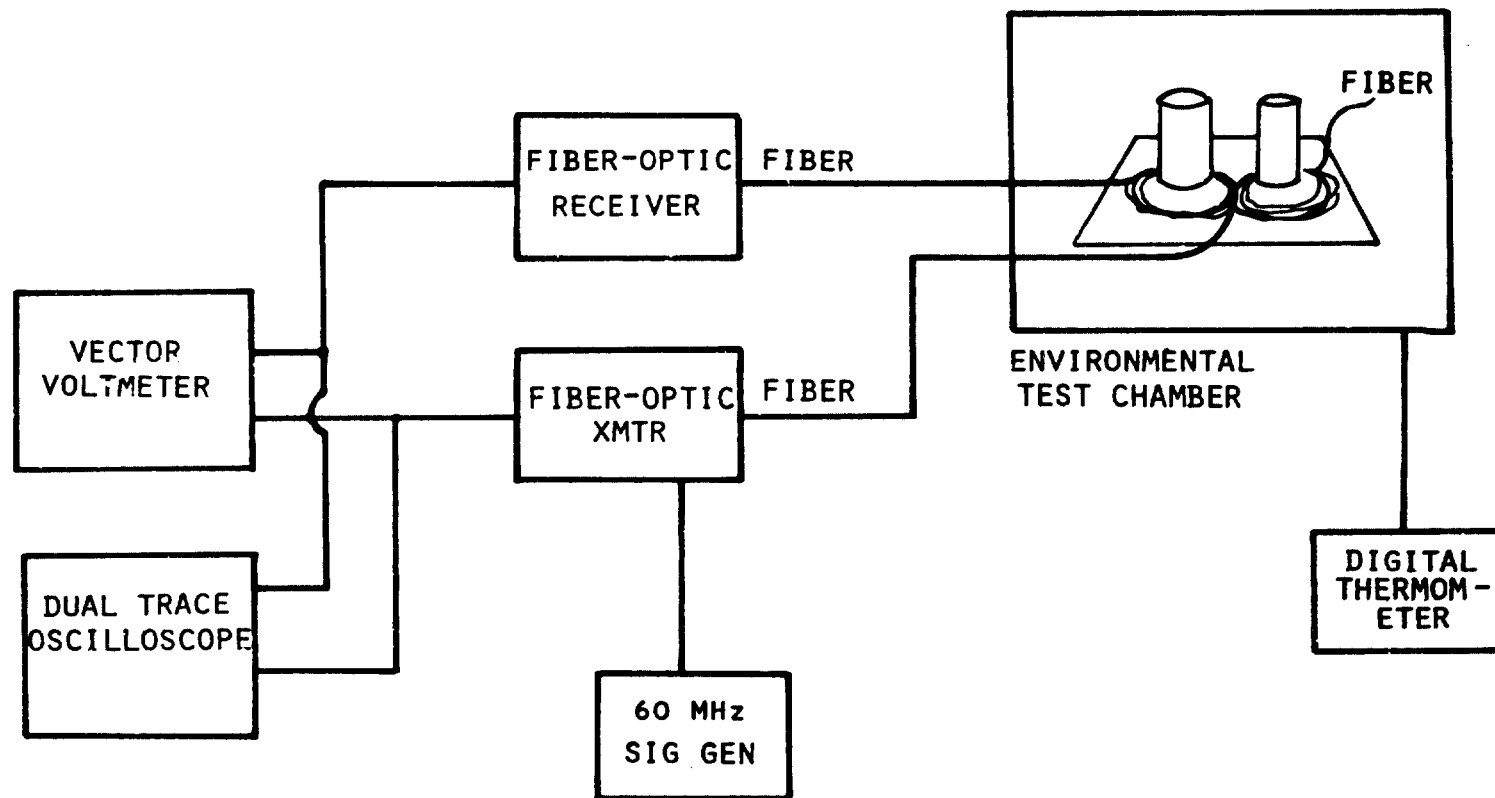 FIBER
FIBER-OPTIC
RECEIVER
FIBER
VECTOR
VOLTMETER
FIBER-OPTIC
XMTR
FIBER
ENVIRONMENTAL
TEST CHAMBER
DUAL TRACE
OSCILLOSCOPE
DIGITAL
THERMOM-
ETER
60 MHz
SIG GEN